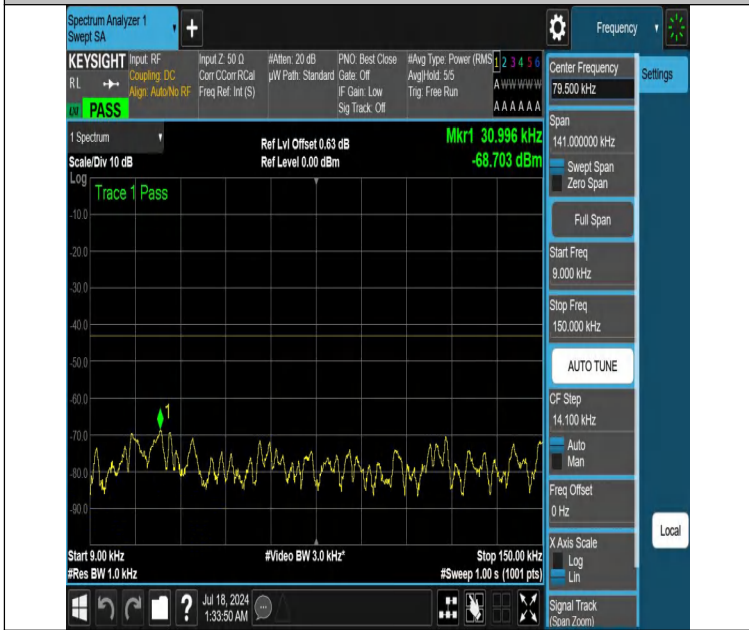 Spectrum Analyzer 1
Swept SA
+
Frequency
KEYSIGHT
RL
PASS
Input: RF
Coupling: DC
Align: Auto/No RF
Input Z: 50 Ω
Corr CCorr RCal
Freq Ref: Int (S)
#Atten: 20 dB
µW Path: Standard
PNO: Best Close
Gate: Off
IF Gain: Low
Sig Track: Off
#Avg Type: Power (RMS
Avg|Hold: 5/5
Trig: Free Run
1 2 3 4 5 6
A W W W W W
A A A A A A
Center Frequency
79.500 kHz
Settings
1 Spectrum
Scale/Div 10 dB
Ref Lvl Offset 0.63 dB
Ref Level 0.00 dBm
Mkr1 30.996 kHz
-68.703 dBm
Span
141.000000 kHz
Swept Span
Zero Span
Full Span
Start Freq
9.000 kHz
Stop Freq
150.000 kHz
AUTO TUNE
CF Step
14.100 kHz
Auto
Man
Freq Offset
0 Hz
X Axis Scale
Log
Lin
Signal Track
(Span Zoom)
Local
Log
Trace 1 Pass
-10.0
-20.0
-30.0
-40.0
-50.0
-60.0
-70.0
-80.0
-90.0
1
Start 9.00 kHz
#Res BW 1.0 kHz
#Video BW 3.0 kHz*
Stop 150.00 kHz
#Sweep 1.00 s (1001 pts)
?
Jul 18, 2024
1:33:50 AM